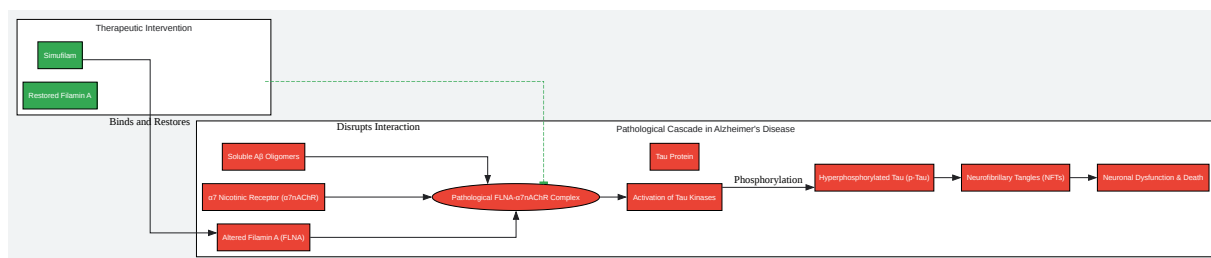 Therapeutic Intervention
Simufilam
Restored Filamin A
Binds and Restores
Disrupts Interaction
Pathological Cascade in Alzheimer's Disease
Soluble Aβ Oligomers
Tau Protein
α7 Nicotinic Receptor (α7nAChR)
Pathological FLNA-α7nAChR Complex
Activation of Tau Kinases
Phosphorylation
Hyperphosphorylated Tau (p-Tau)
Neurofibrillary Tangles (NFTs)
Neuronal Dysfunction & Death
Altered Filamin A (FLNA)